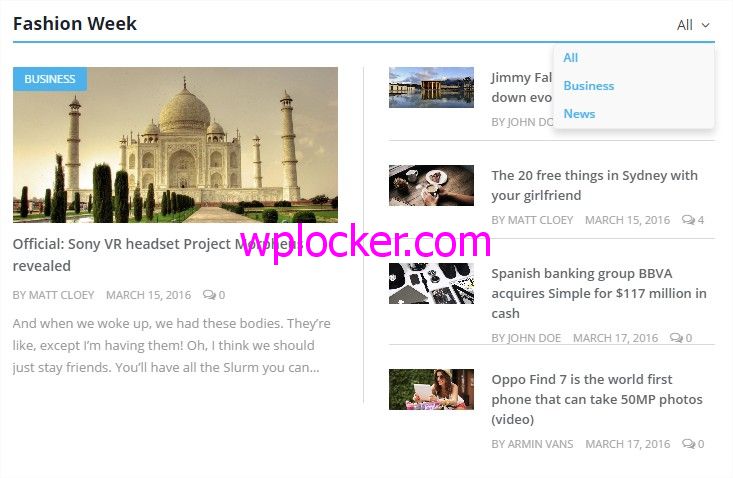 Fashion Week
All
All
Business
News
BUSINESS
Official: Sony VR headset Project Morpheus
revealed
BY MATT CLOEY MARCH 15, 2016 0
And when we woke up, we had these bodies. They're
like, except I'm having them! Oh, I think we should
just stay friends. You'll have all the Slurm you can...
Jimmy Fal
down evo
BY JOHN DO
The 20 free things in Sydney with
your girlfriend
BY MATT CLOEY MARCH 15, 2016 4
Spanish banking group BBVA
acquires Simple for $117 million in
cash
BY JOHN DOE MARCH 17, 2016 0
Oppo Find 7 is the world first
phone that can take 50MP photos
(video)
BY ARMIN VANS MARCH 17, 2016 0
wplocker.com